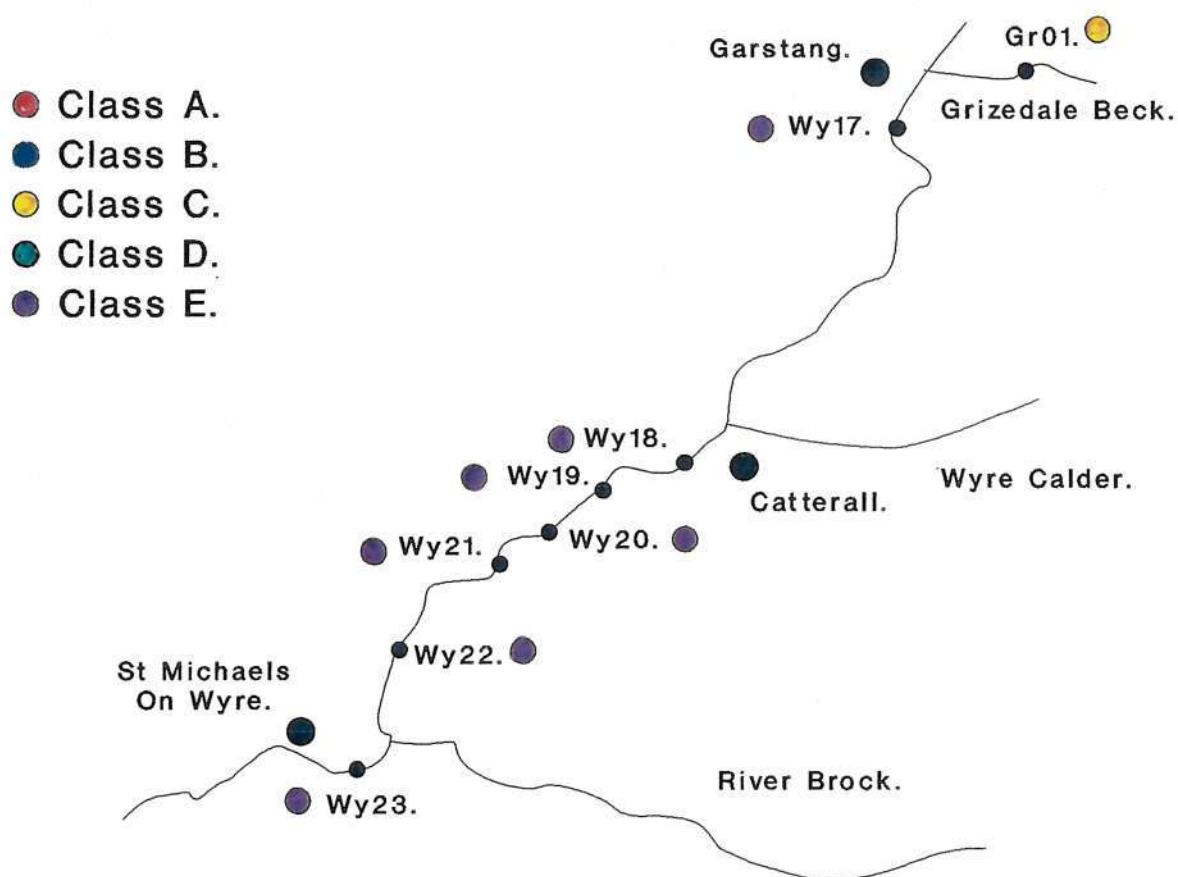 Class A.
Class B.
Class C.
Class D.
Class E.
Garstang.
Gr01.
Grizedale Beck.
Wy17.
Wy18.
Wy19.
Catterall.
Wyre Calder.
Wy21.
Wy20.
Wy22.
St Michaels
On Wyre.
River Brock.
Wy23.